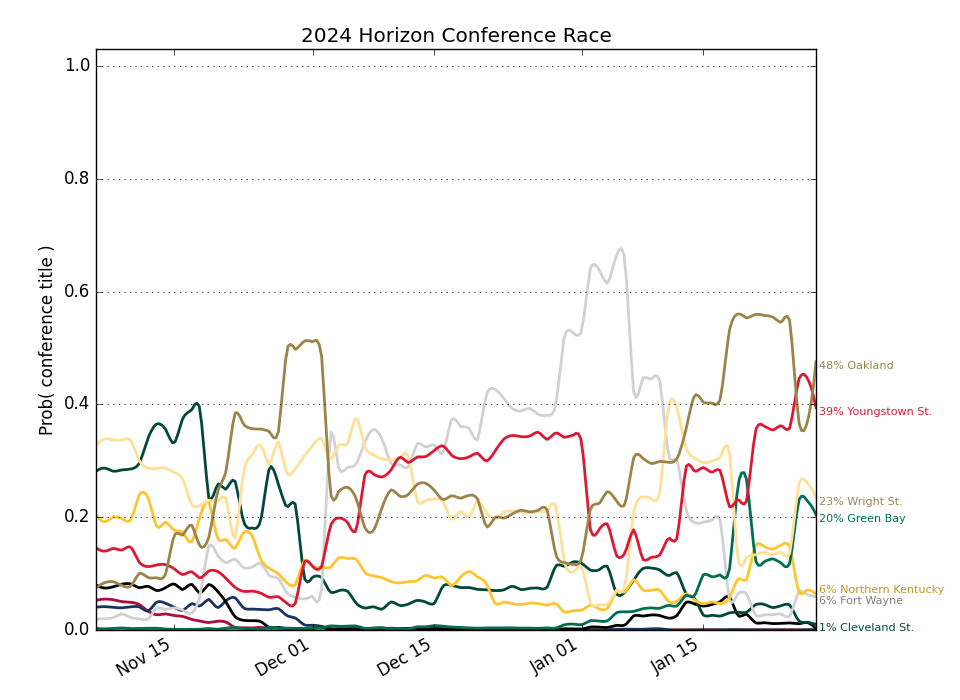 2024 Horizon Conference Race
Prob( conference title )
1.0
0.8
0.6
0.4
0.2
0.0
Nov 15
Dec 01
Dec 15
Jan 01
Jan 15
48% Oakland
39% Youngstown St.
23% Wright St.
20% Green Bay
6% Northern Kentucky
6% Fort Wayne
1% Cleveland St.